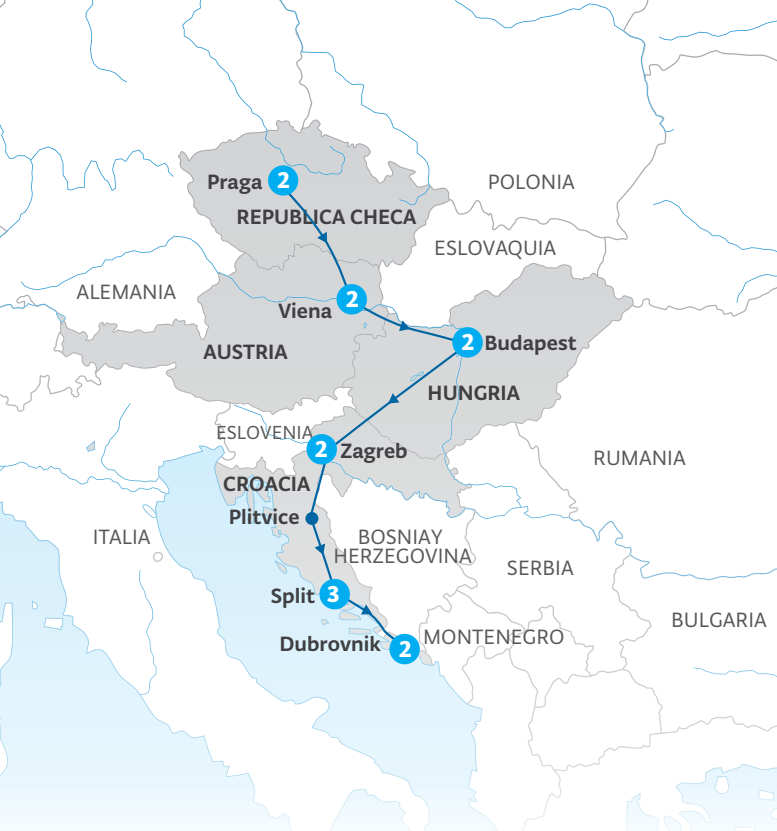 Praga 2
POLONIA
REPUBLICA CHECA
ESLOVAQUIA
ALEMANIA
Viena 2
2 Budapest
AUSTRIA
HUNGRIA
ESLOVENIA
2 Zagreb
RUMANIA
CROACIA
Plitvice
ITALIA
BOSNIAY
HERZEGOVINA
SERBIA
Split 3
BULGARIA
MONTENEGRO
Dubrovnik 2